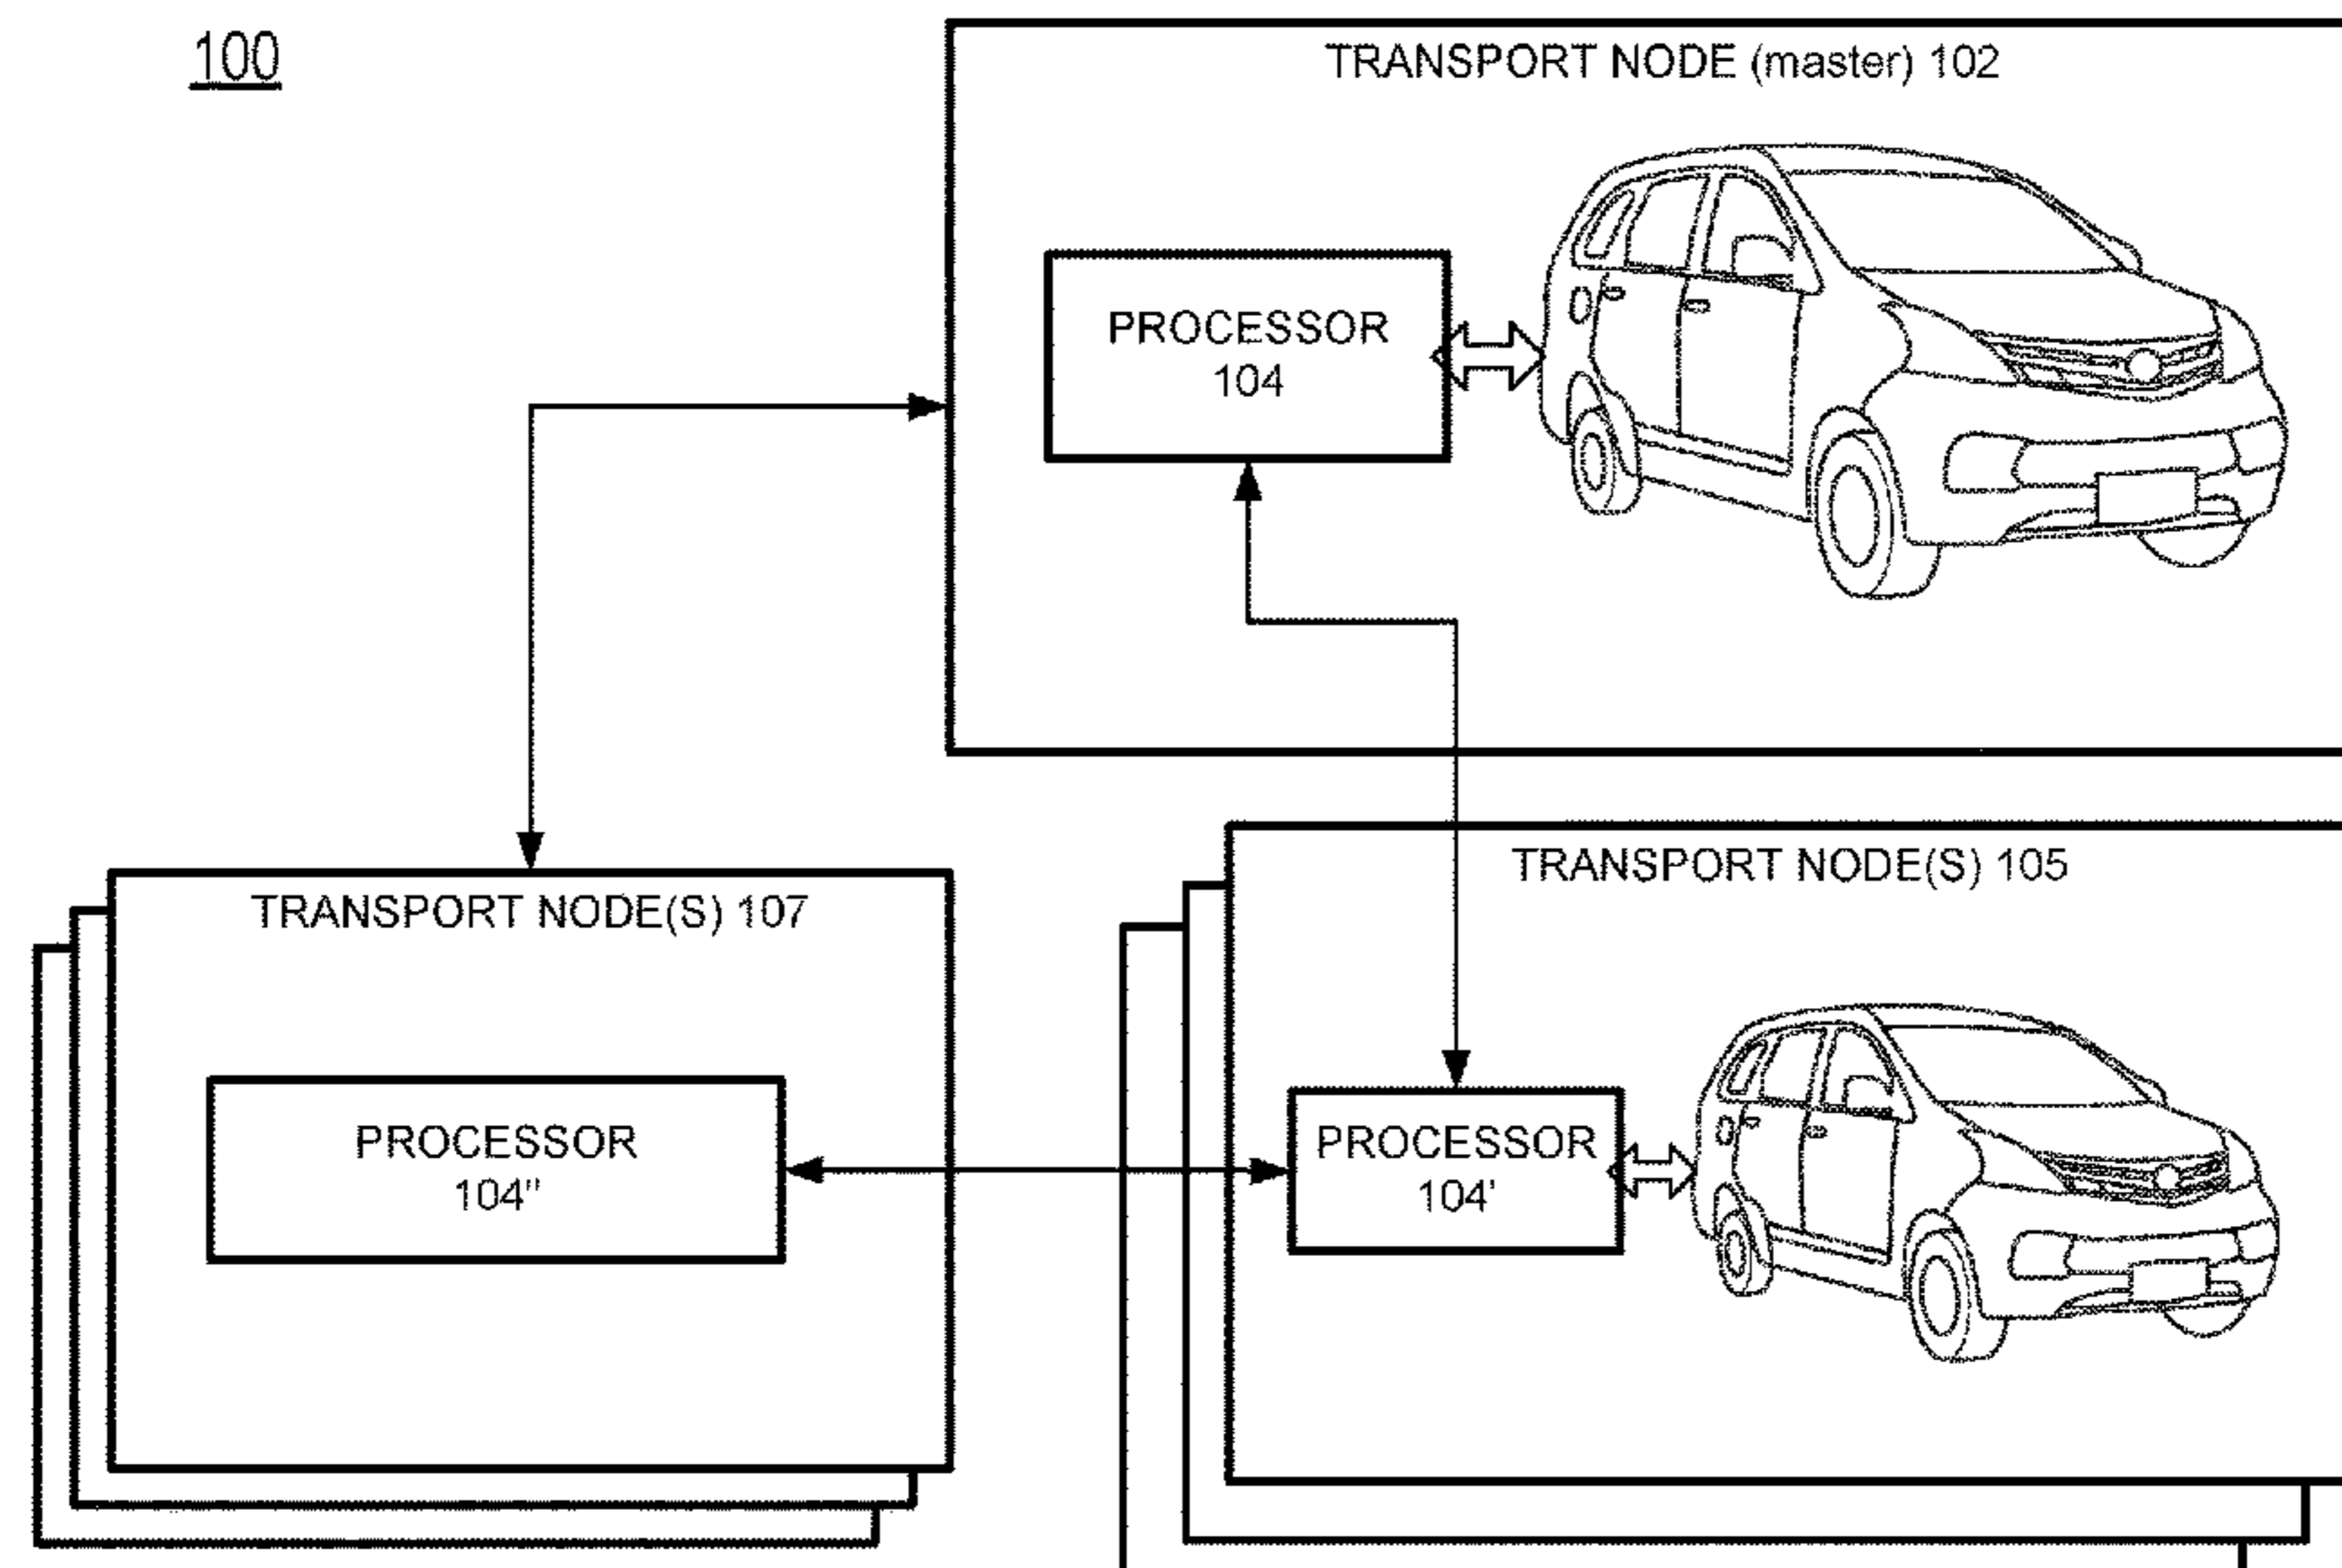 100
TRANSPORT NODE (master) 102
PROCESSOR
104
TRANSPORT NODE(S) 105
TRANSPORT NODE(S) 107
PROCESSOR
104"
PROCESSOR
104'